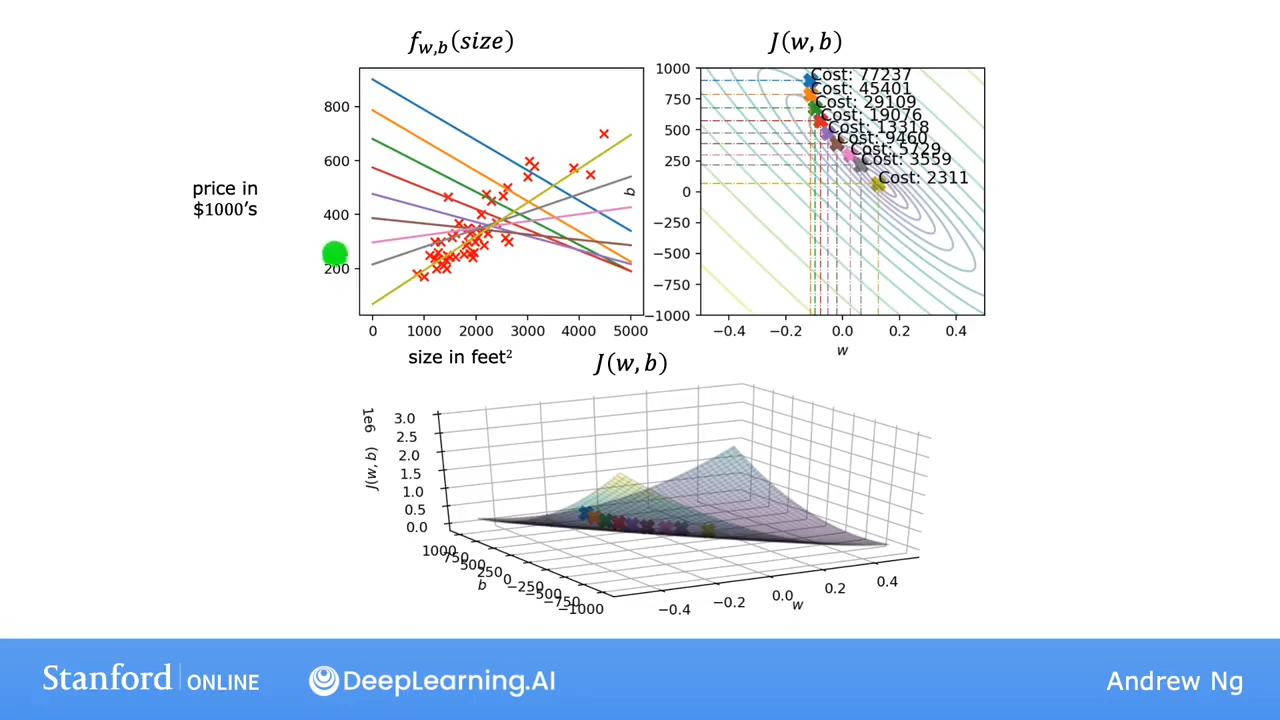 f_{w,b}(size)
J(w, b)
price in
$1000's
800
600
400
200
0 1000 2000 3000 4000 5000
size in feet²
b
1000
750
500
250
0
−250
−500
−750
−1000
Cost: 77237
Cost: 45401
Cost: 29109
Cost: 19076
Cost: 13318
Cost: 9460
Cost: 5729
Cost: 3559
Cost: 2311
−0.4 −0.2 0.0 0.2 0.4
w
J(w, b)
1e6
J(w,b)
3.0
2.5
2.0
1.5
1.0
0.5
0.0
1000
750
500
250
0
−250
−500
−750
−1000
b
−0.4 −0.2 0.0 0.2 0.4
w
Stanford ONLINE
DeepLearning.AI
Andrew Ng